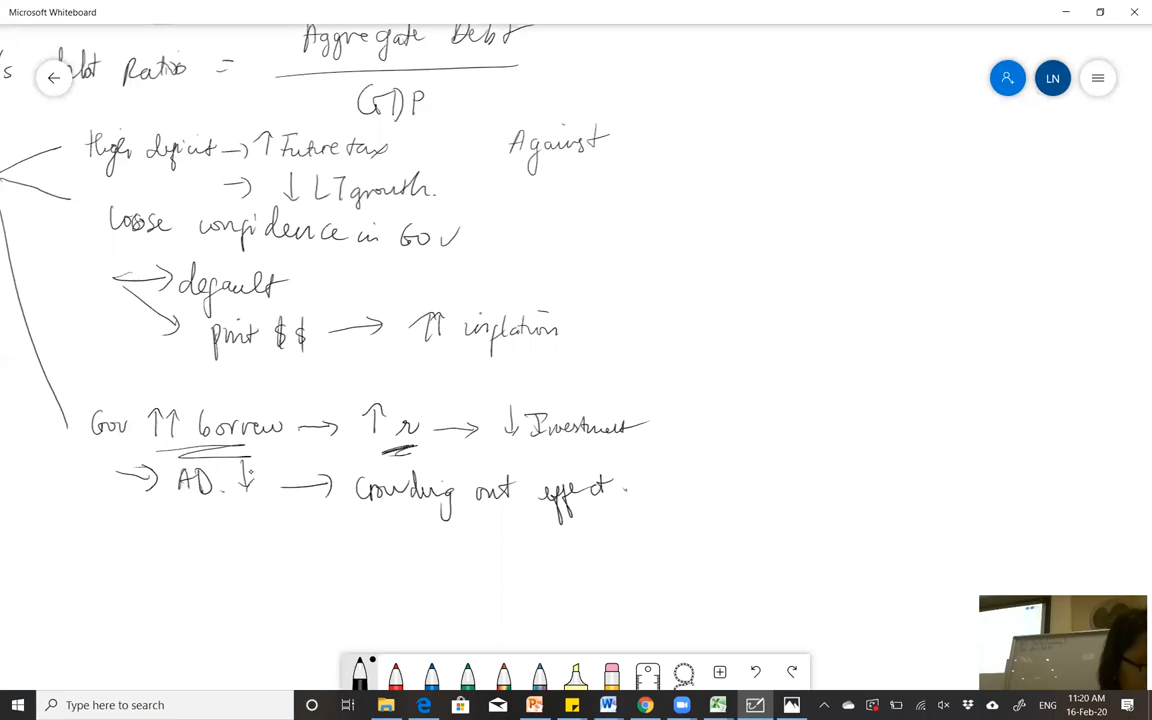 Microsoft Whiteboard
Aggregate Debt
's debt Ratio =
GDP
High deficit → ↑ Future tax
Against
→ ↓ LT growth.
Loose confidence in GOV
→ default
print $$ → ↑↑ inflation
Gov ↑↑ borrow → ↑ r → ↓ Investment
→ AD. ↓ → Crowding out effect.
LN
Type here to search
ENG
11:20 AM
16-Feb-20